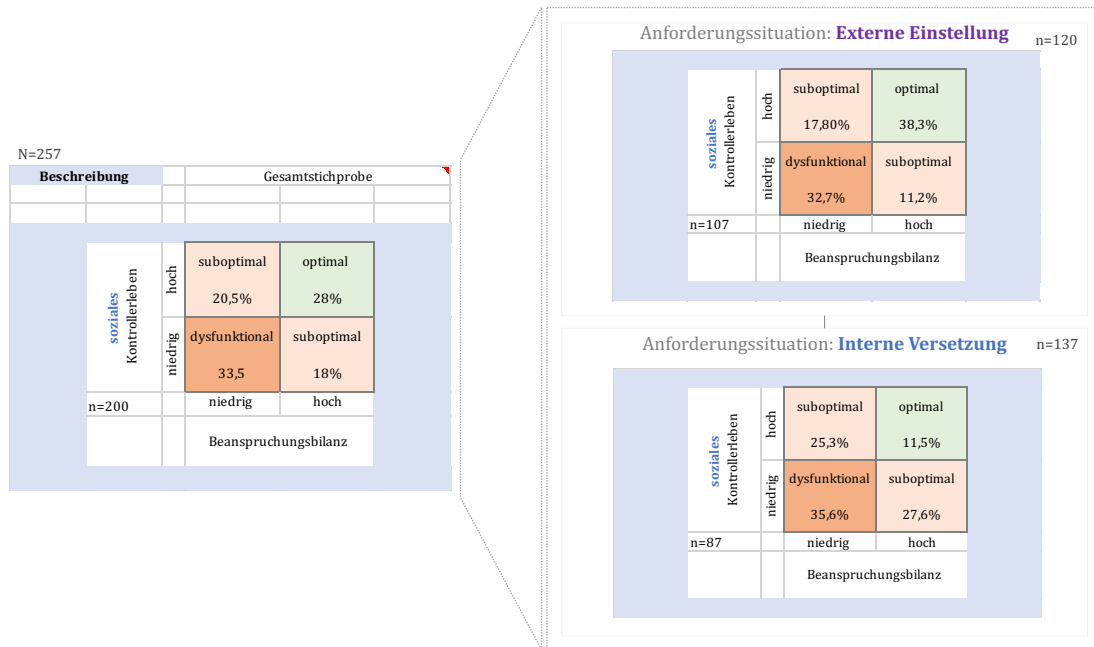 N=257
Beschreibung
Gesamtstichprobe
soziales
Kontrollerleben
hoch
niedrig
suboptimal
optimal
20,5%
28%
dysfunktional
suboptimal
33,5
18%
n=200
niedrig
hoch
Beanspruchungsbilanz
Anforderungssituation: Externe Einstellung
n=120
soziales
Kontrollerleben
hoch
niedrig
suboptimal
optimal
17,80%
38,3%
dysfunktional
suboptimal
32,7%
11,2%
n=107
niedrig
hoch
Beanspruchungsbilanz
Anforderungssituation: Interne Versetzung
n=137
soziales
Kontrollerleben
hoch
niedrig
suboptimal
optimal
25,3%
11,5%
dysfunktional
suboptimal
35,6%
27,6%
n=87
niedrig
hoch
Beanspruchungsbilanz